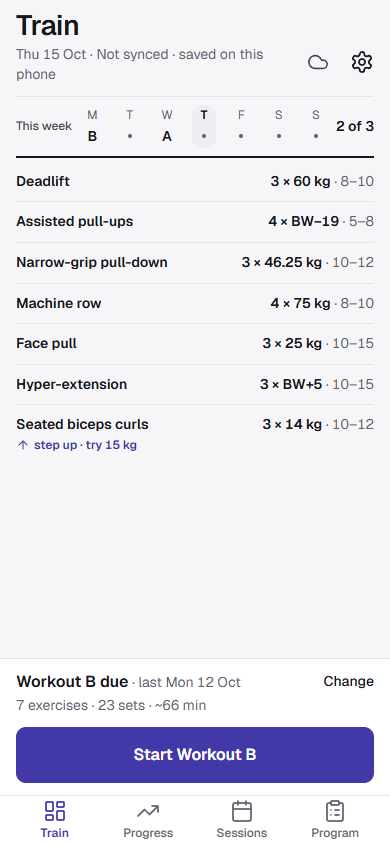 Train
Thu 15 Oct · Not synced · saved on this
phone
This week M T W T F S S 2 of 3
B • A • • • •
Deadlift 3 × 60 kg · 8–10
Assisted pull-ups 4 × BW−19 · 5–8
Narrow-grip pull-down 3 × 46.25 kg · 10–12
Machine row 4 × 75 kg · 8–10
Face pull 3 × 25 kg · 10–15
Hyper-extension 3 × BW+5 · 10–15
Seated biceps curls 3 × 14 kg · 10–12
↑ step up · try 15 kg
Workout B due · last Mon 12 Oct Change
7 exercises · 23 sets · ~66 min
Start Workout B
Train Progress Sessions Program